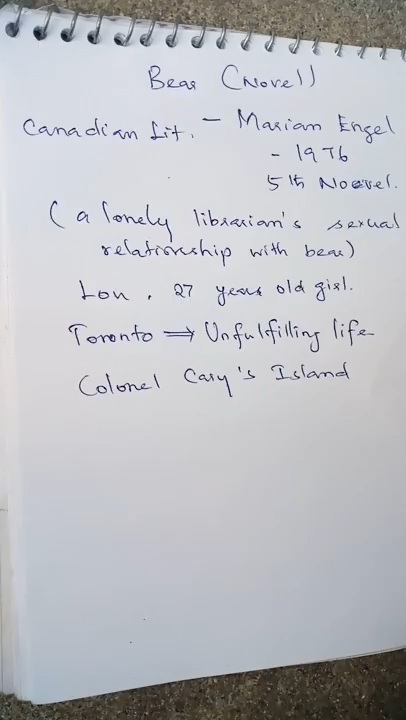 Bear (Novel)
Canadian Lit. - Marian Engel
- 1976
5th Noevel.
(a lonely librarian's sexual
relationship with bear)
Lou, 27 years old girl.
Toronto ⇒ Unfulfilling life
Colonel Cary's Island